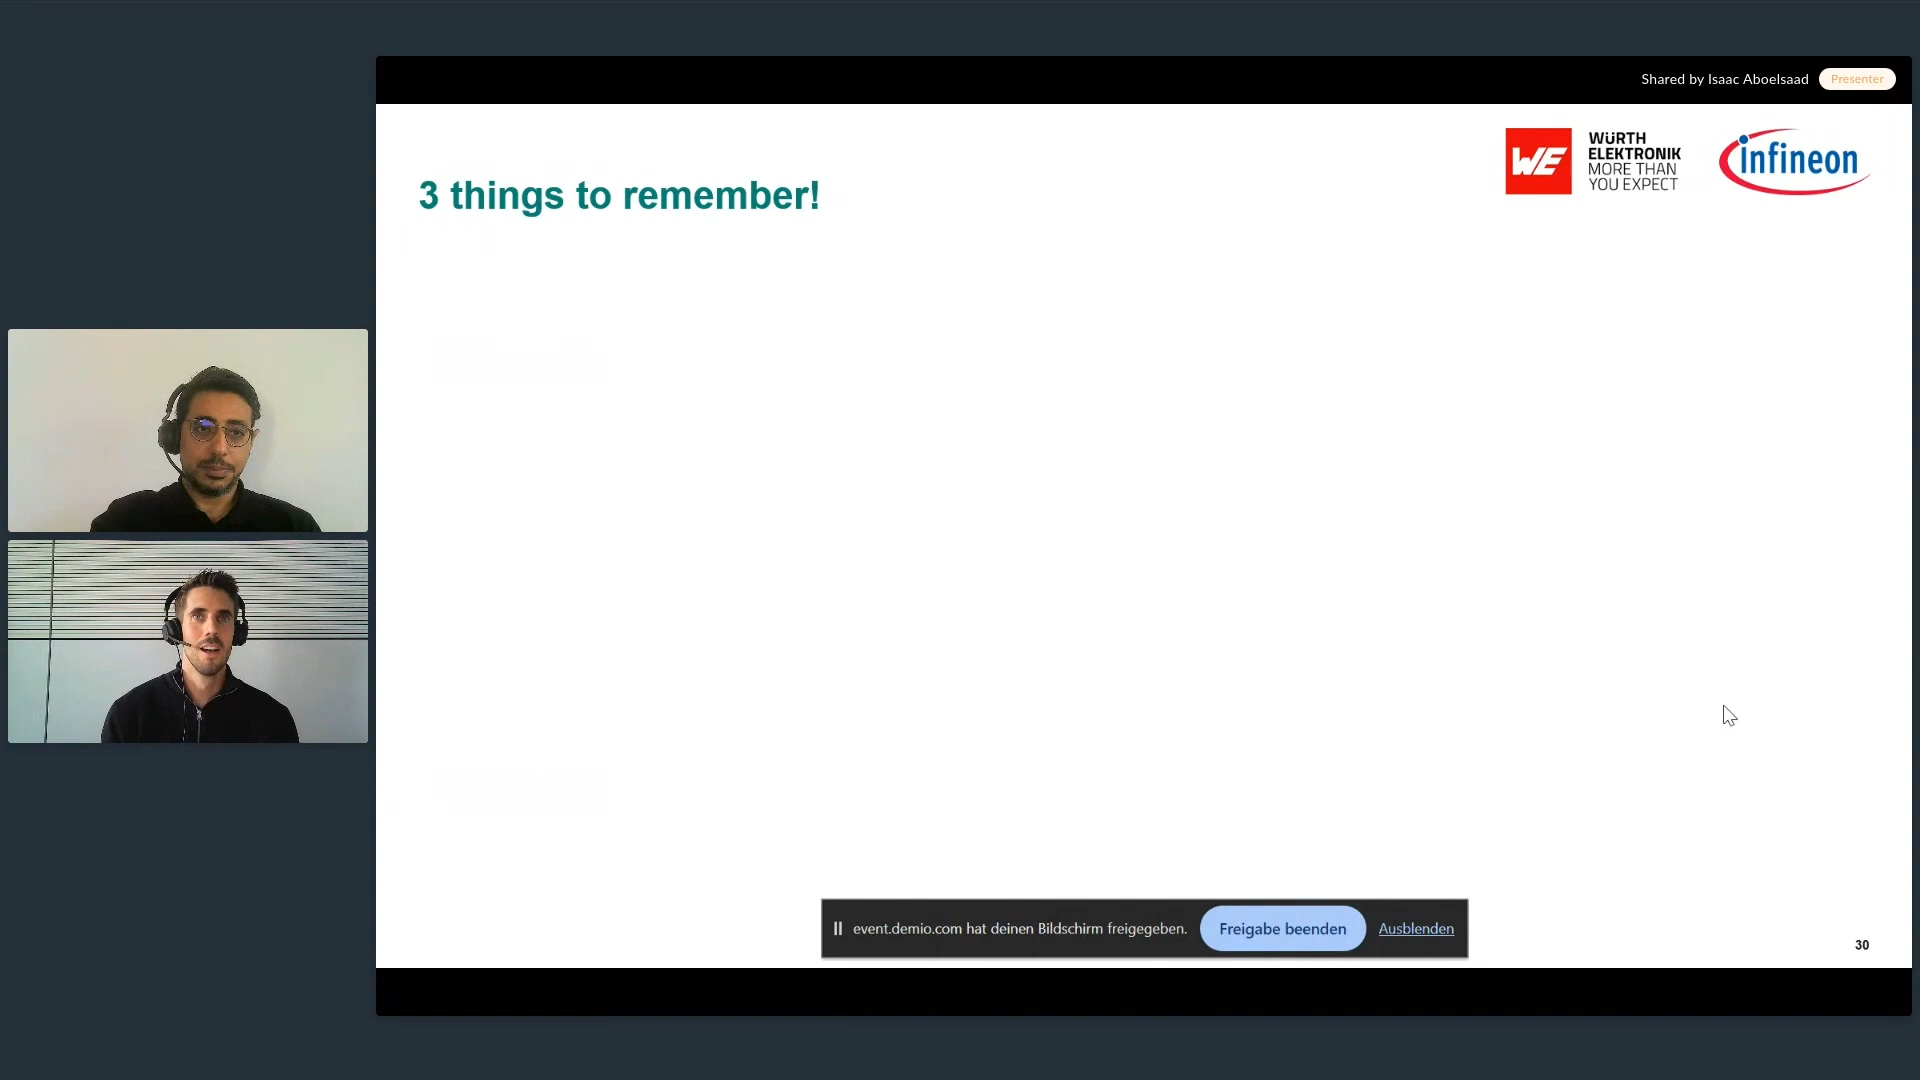 Shared by Isaac Aboelsaad Presenter
WE WÜRTH
ELEKTRONIK
MORE THAN
YOU EXPECT
infineon
3 things to remember!
event.demio.com hat deinen Bildschirm freigegeben. Freigabe beenden Ausblenden
30